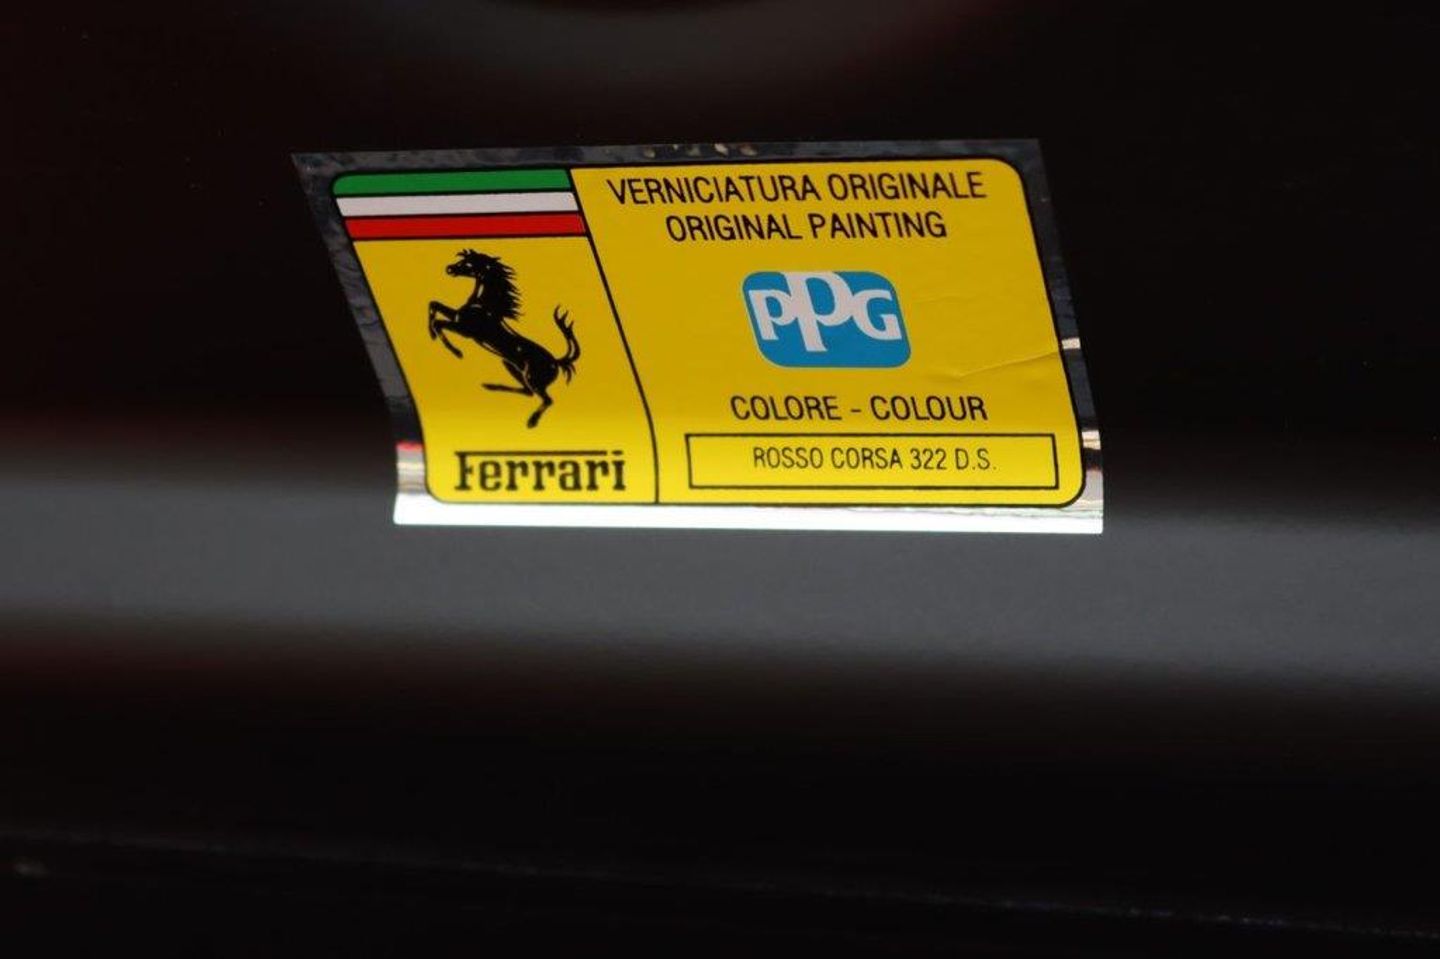 VERNICIATURA ORIGINALE
ORIGINAL PAINTING
PPG
COLORE - COLOUR
ROSSO CORSA 322 D.S.
Ferrari